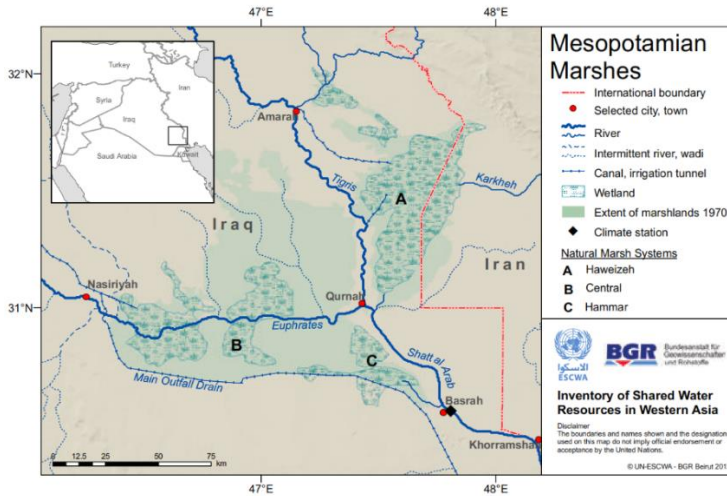 47°E
48°E
32°N
31°N
Turkey
Syria
Iraq
Iran
Saudi Arabia
Kuwait
Amarah
Tigris
Karkheh
A
Iraq
Iran
Nasiriyah
Qurnah
Euphrates
B
C
Shatt al Arab
Main Outfall Drain
Basrah
Khorramshah
0 12.5 25 50 75
km
47°E
48°E
Mesopotamian
Marshes
International boundary
Selected city, town
River
Intermittent river, wadi
Canal, irrigation tunnel
Wetland
Extent of marshlands 1970
Climate station
Natural Marsh Systems
A Haweizeh
B Central
C Hammar
الإسكوا
ESCWA
BGR
Bundesanstalt für
Geowissenschaften
und Rohstoffe
Inventory of Shared Water
Resources in Western Asia
Disclaimer
The boundaries and names shown and the designation
used on this map do not imply official endorsement or
acceptance by the United Nations.
© UN-ESCWA - BGR Beirut 201